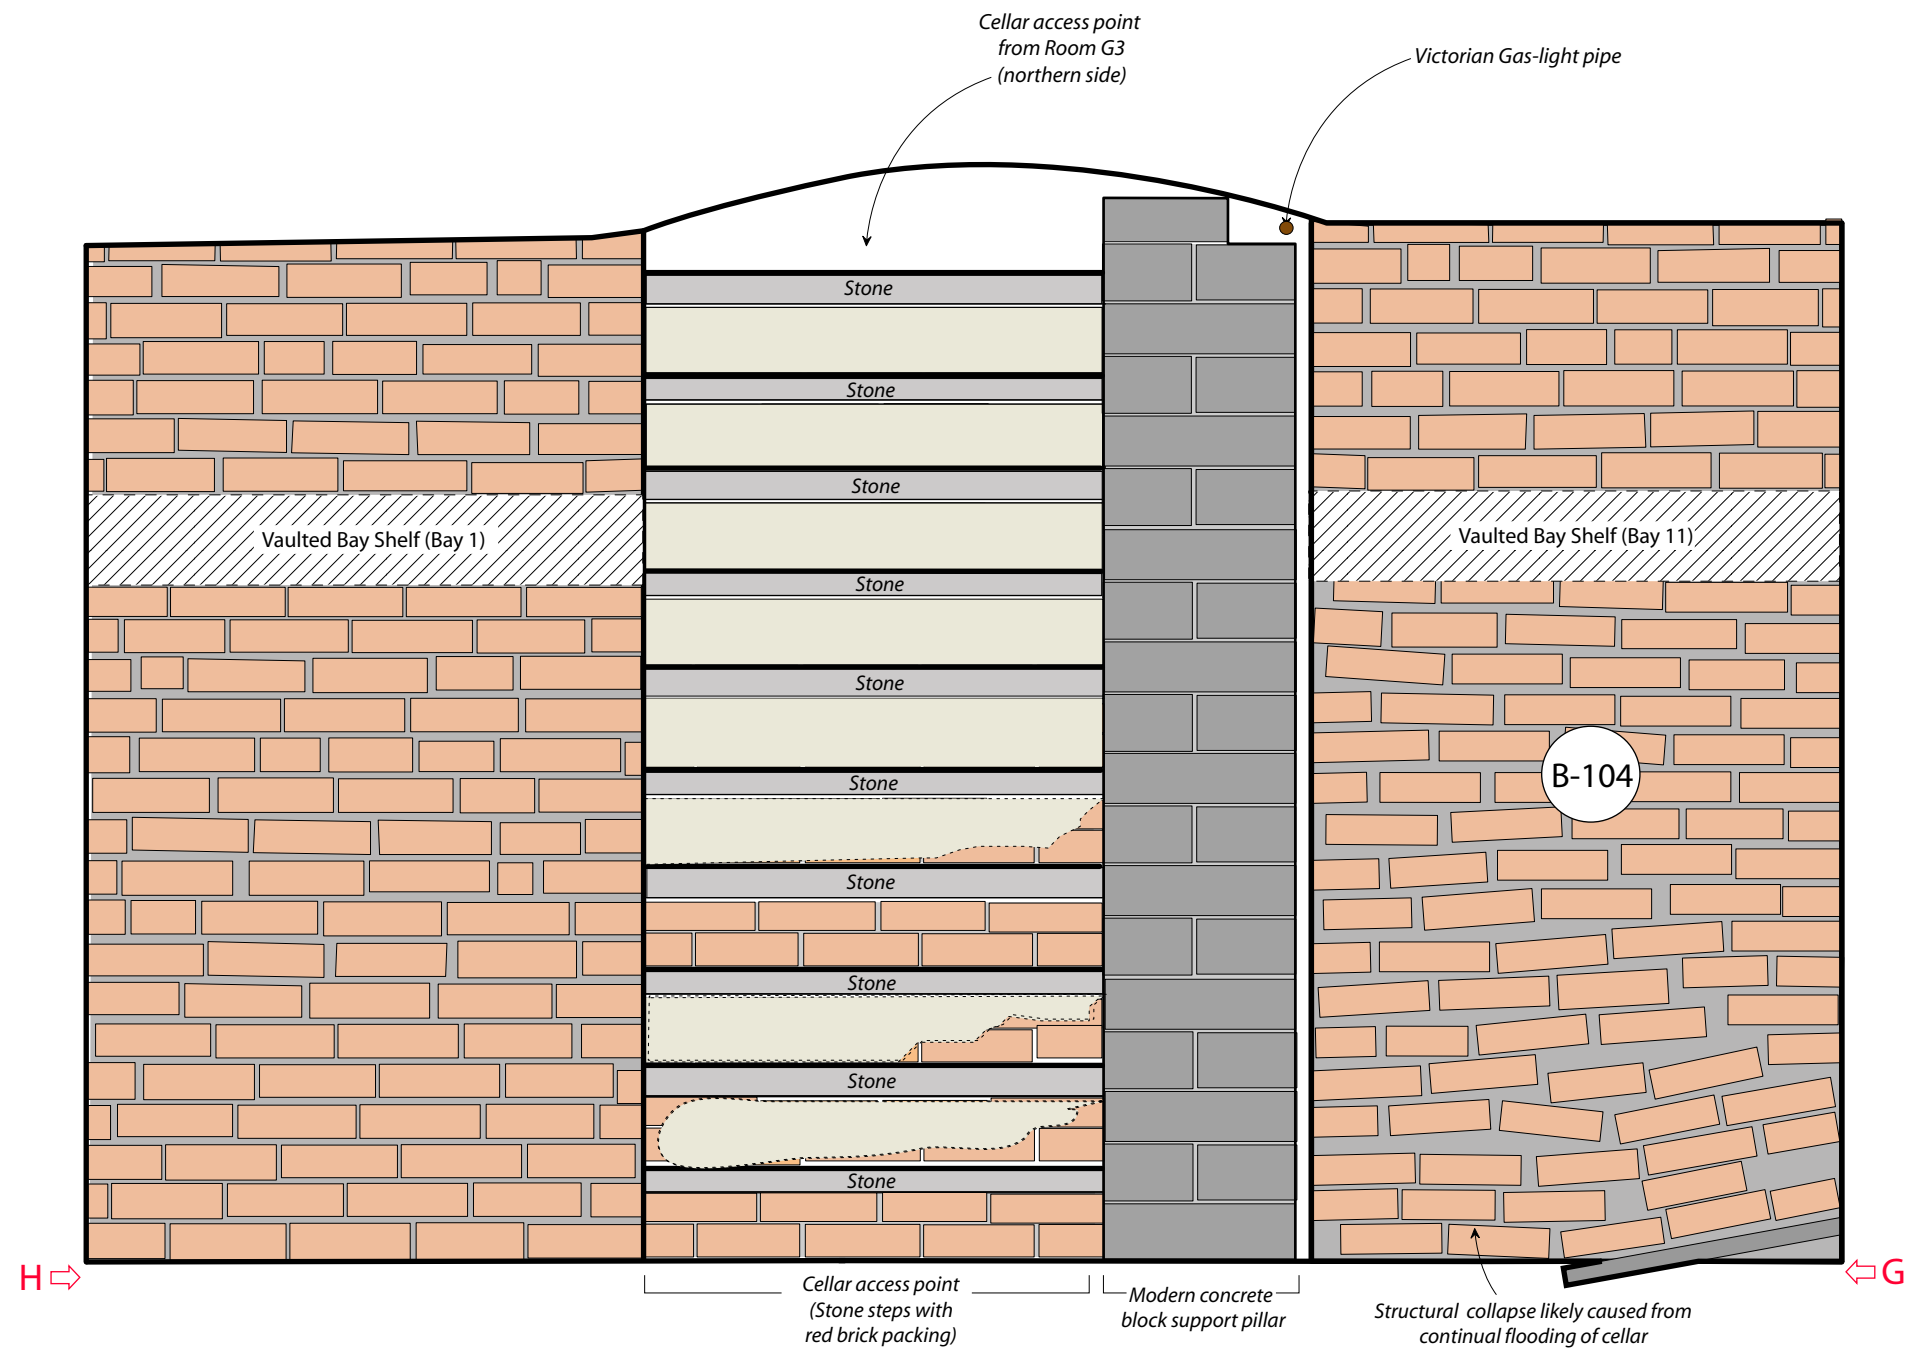 Cellar access point
from Room G3
(northern side)
Victorian Gas-light pipe
Stone
Stone
Stone
Vaulted Bay Shelf (Bay 1)
Vaulted Bay Shelf (Bay 11)
Stone
Stone
Stone
B-104
Stone
Stone
Stone
Stone
H
G
Cellar access point
(Stone steps with
red brick packing)
Modern concrete
block support pillar
Structural collapse likely caused from
continual flooding of cellar